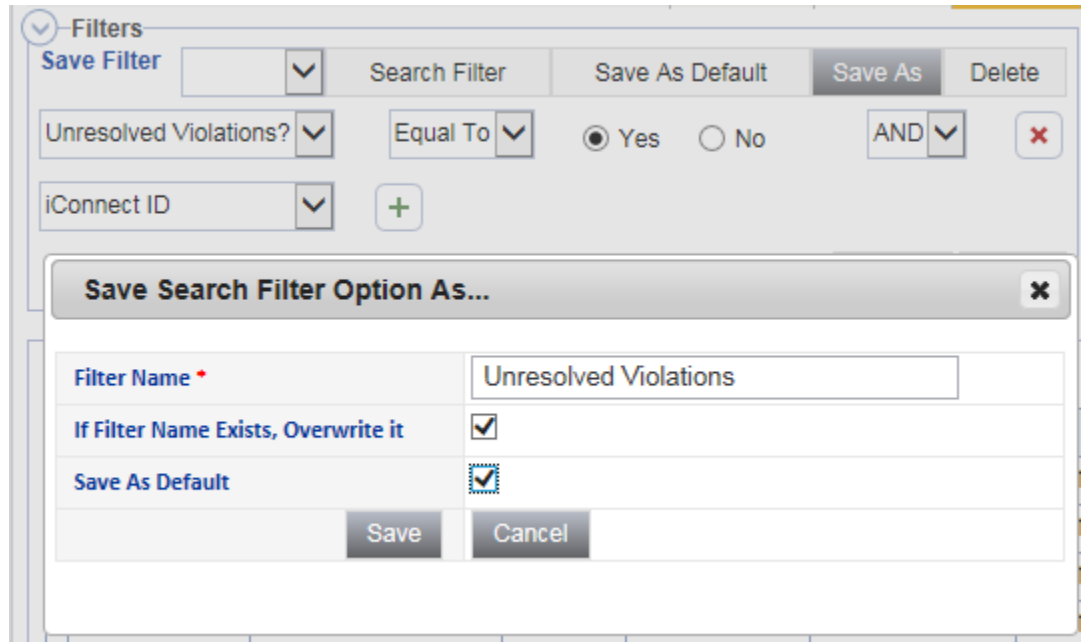 Filters
Save Filter Search Filter Save As Default Save As Delete
Unresolved Violations? Equal To Yes No AND
iConnect ID
Save Search Filter Option As...
Filter Name * Unresolved Violations
If Filter Name Exists, Overwrite it
Save As Default
Save Cancel